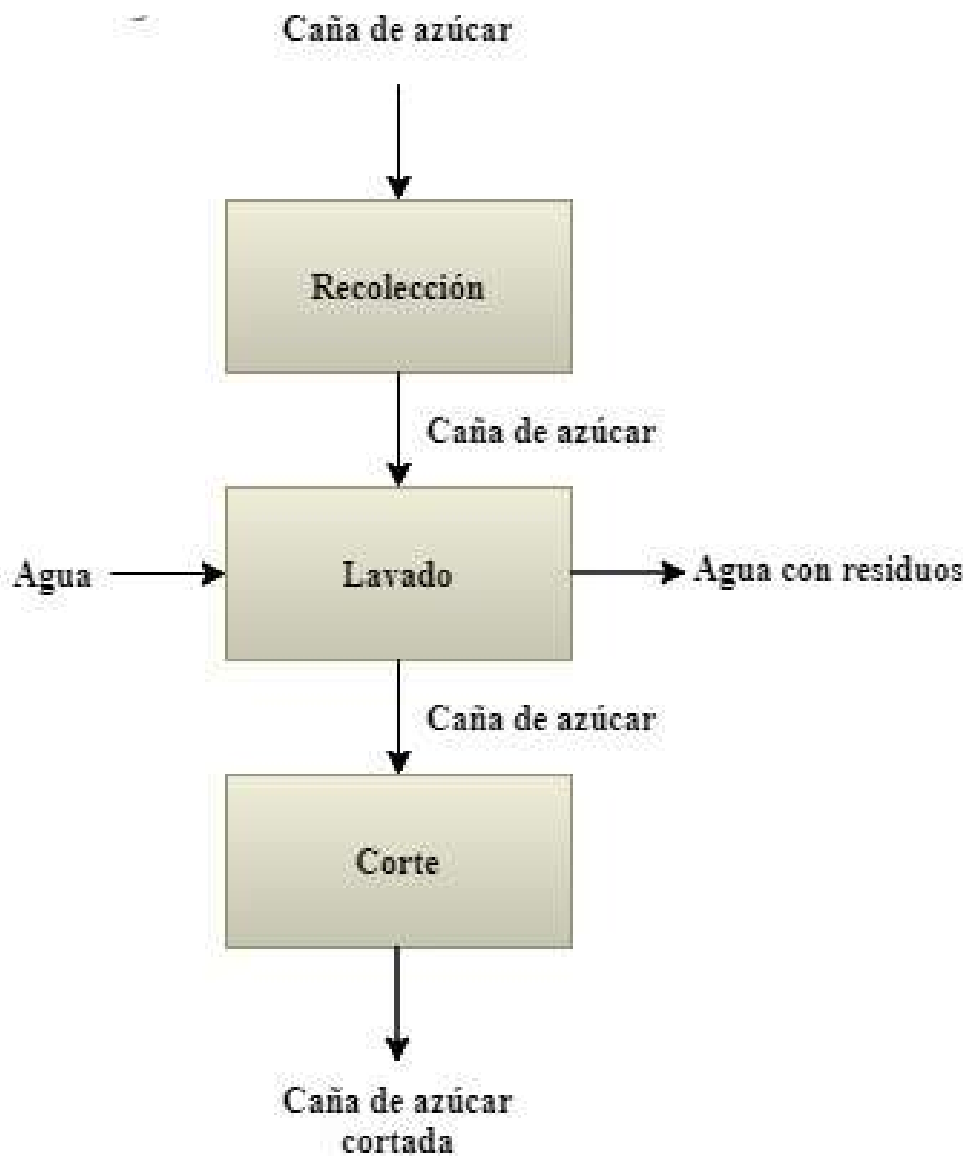 Caña de azúcar
Recolección
Caña de azúcar
Agua
Lavado
Agua con residuos
Caña de azúcar
Corte
Caña de azúcar
cortada